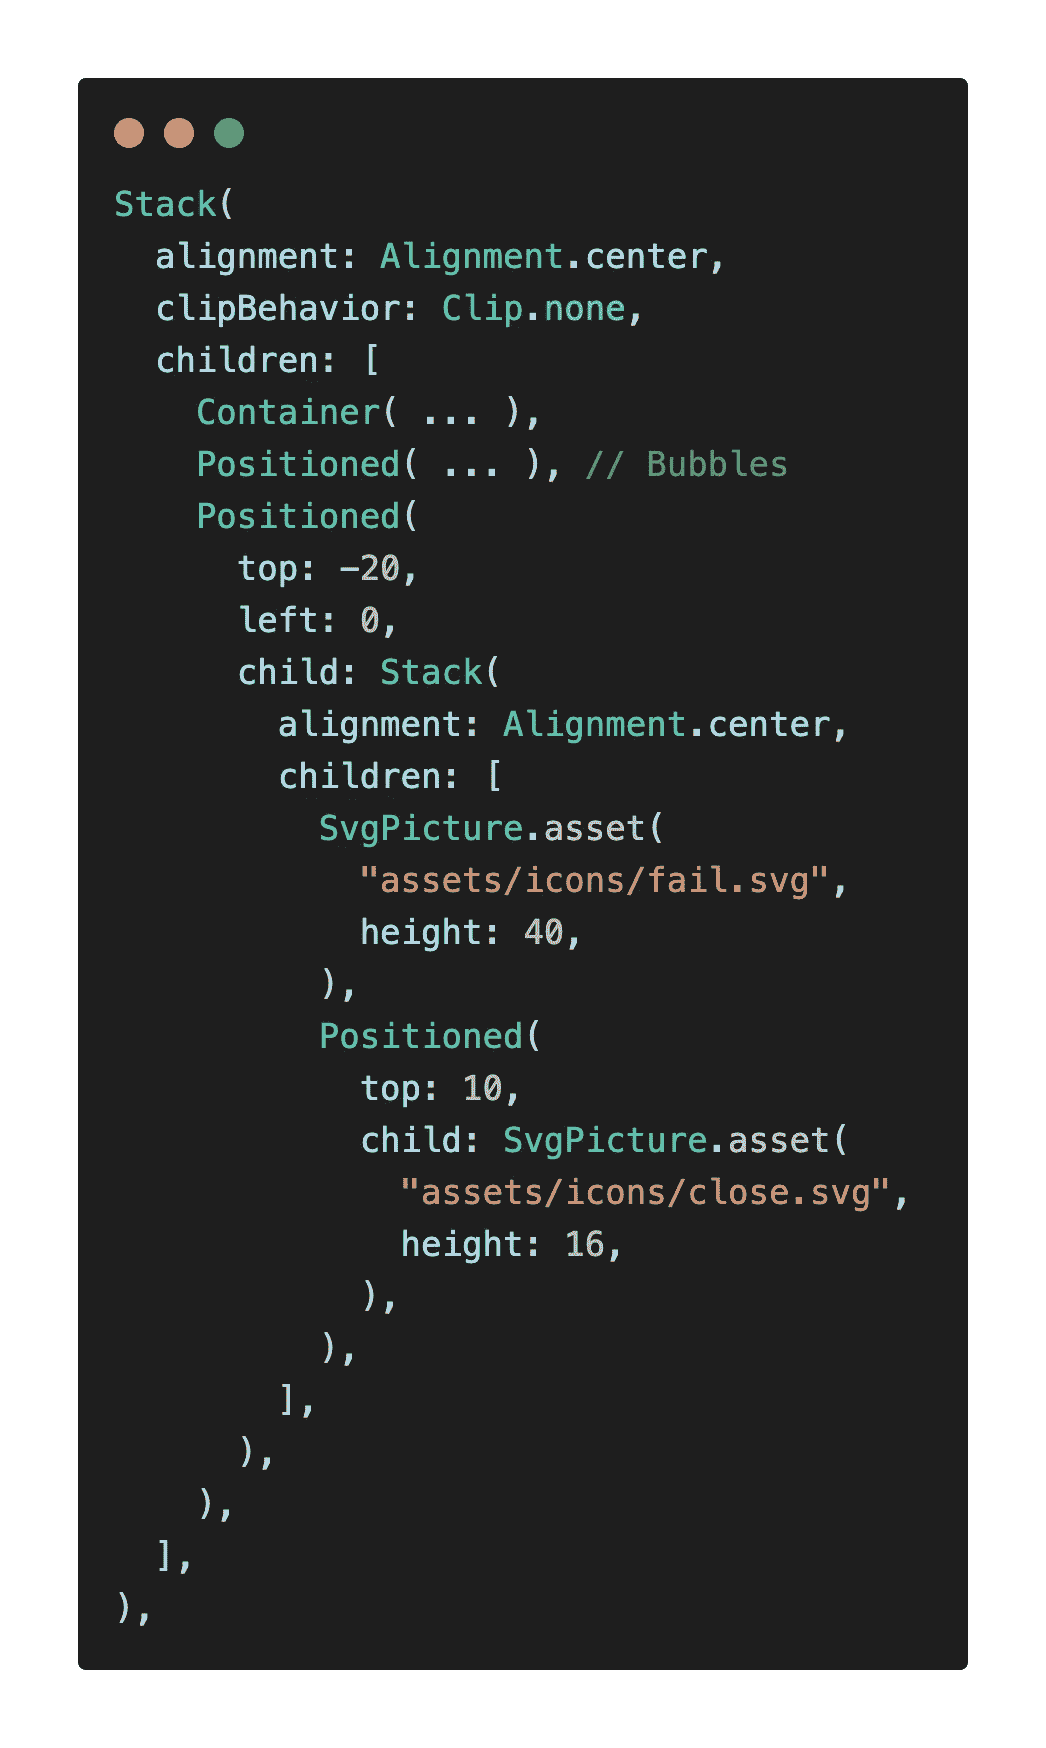 Stack(
  alignment: Alignment.center,
  clipBehavior: Clip.none,
  children: [
    Container( ... ),
    Positioned( ... ), // Bubbles
    Positioned(
      top: -20,
      left: 0,
      child: Stack(
        alignment: Alignment.center,
        children: [
          SvgPicture.asset(
            "assets/icons/fail.svg",
            height: 40,
          ),
          Positioned(
            top: 10,
            child: SvgPicture.asset(
              "assets/icons/close.svg",
              height: 16,
            ),
          ),
        ],
      ),
    ),
  ],
),